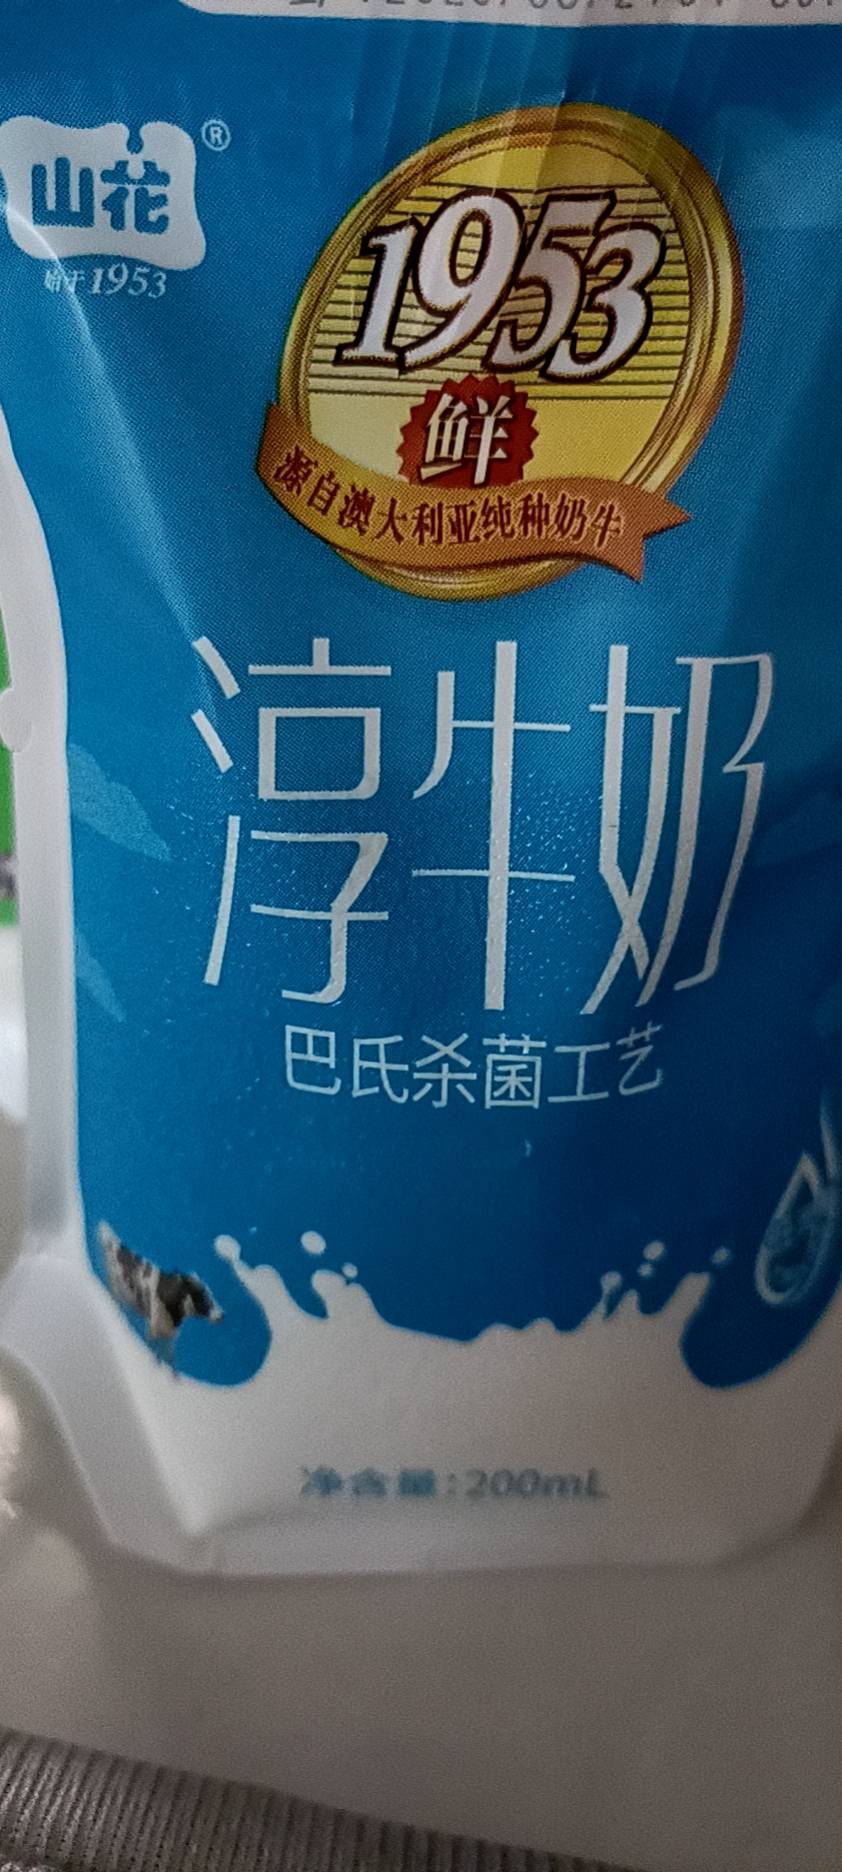 山花®
始于1953
1953
鲜
源自澳大利亚纯种奶牛
淳牛奶
巴氏杀菌工艺
净含量:200mL